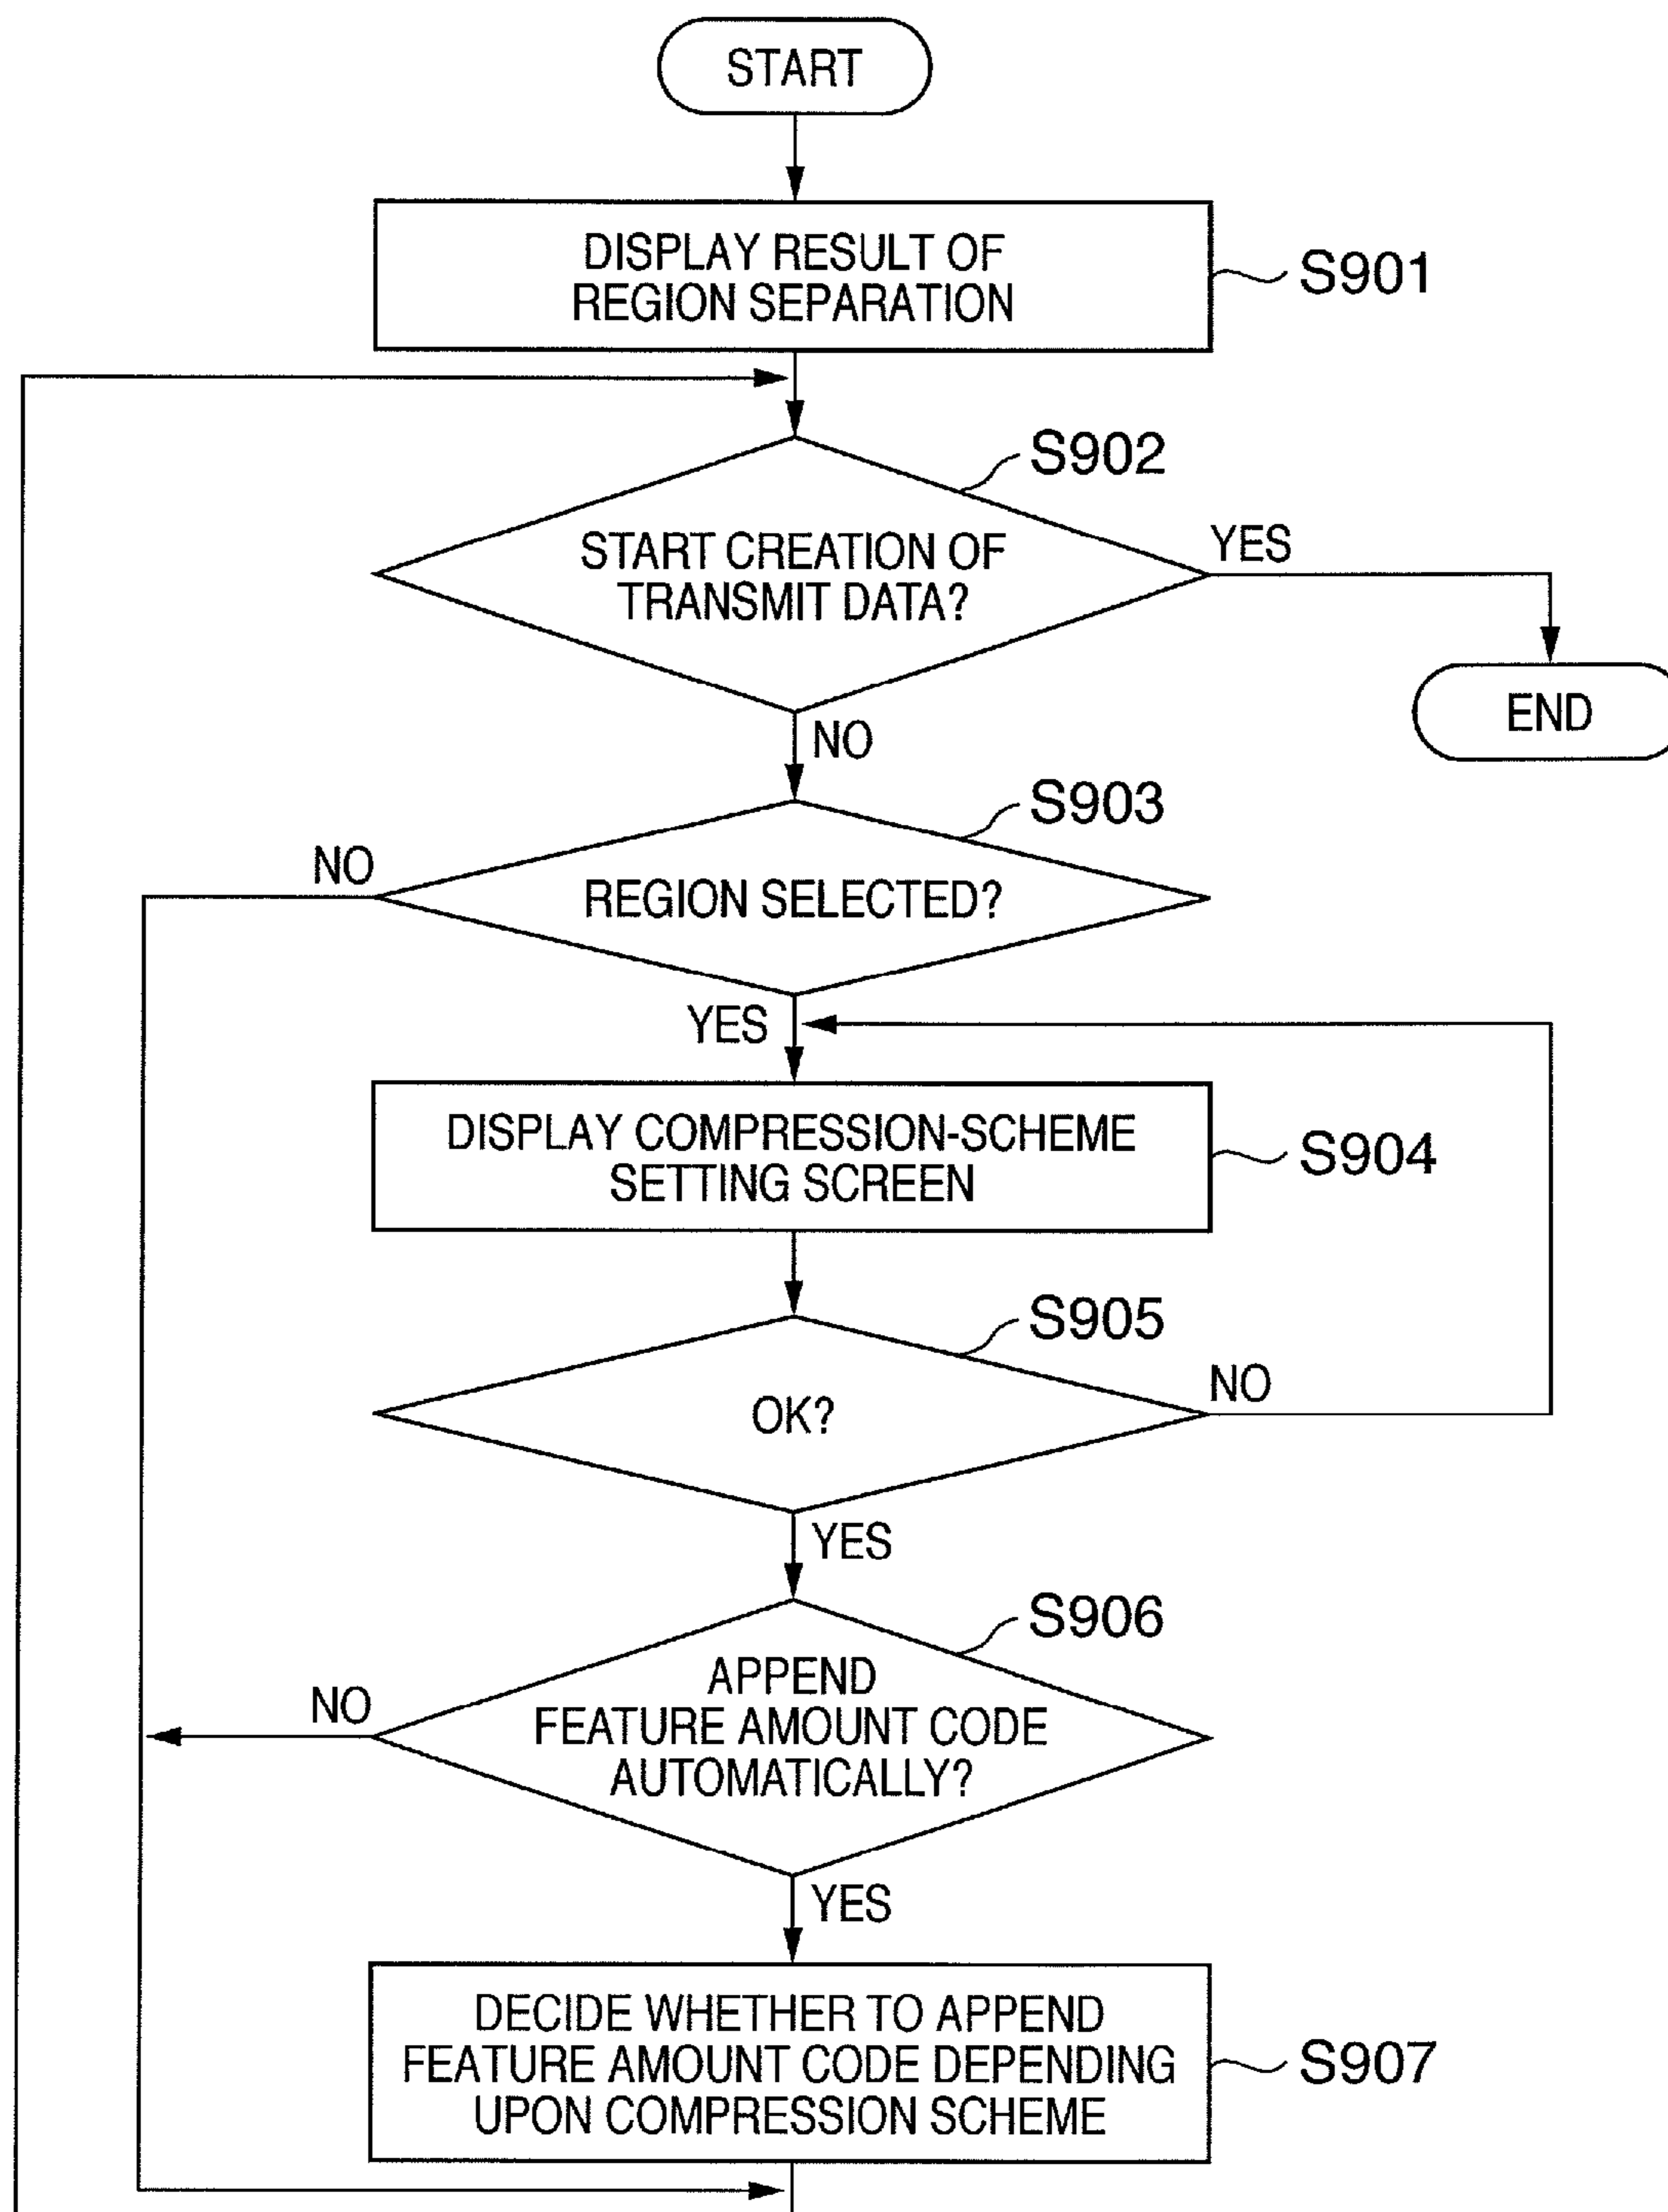 START
DISPLAY RESULT OF
REGION SEPARATION
S901
S902
START CREATION OF
TRANSMIT DATA?
YES
END
NO
S903
NO
REGION SELECTED?
YES
DISPLAY COMPRESSION-SCHEME
SETTING SCREEN
S904
S905
OK?
NO
YES
S906
APPEND
FEATURE AMOUNT CODE
AUTOMATICALLY?
NO
YES
DECIDE WHETHER TO APPEND
FEATURE AMOUNT CODE DEPENDING
UPON COMPRESSION SCHEME
S907